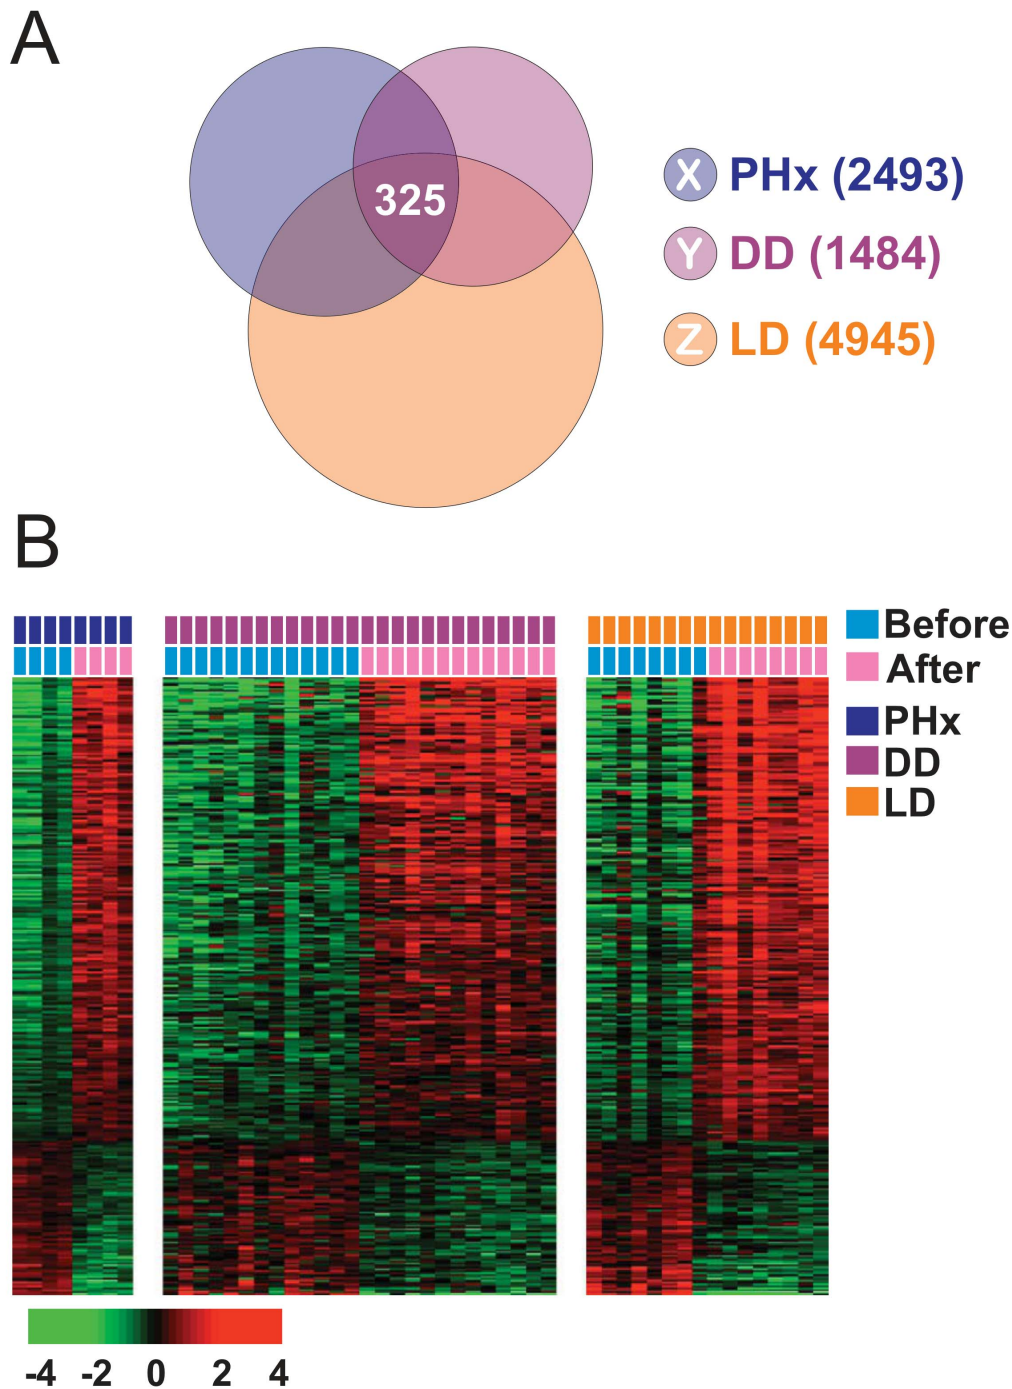 A
325
X PHx (2493)
Y DD (1484)
Z LD (4945)
B
Before
After
PHx
DD
LD
-4 -2 0 2 4